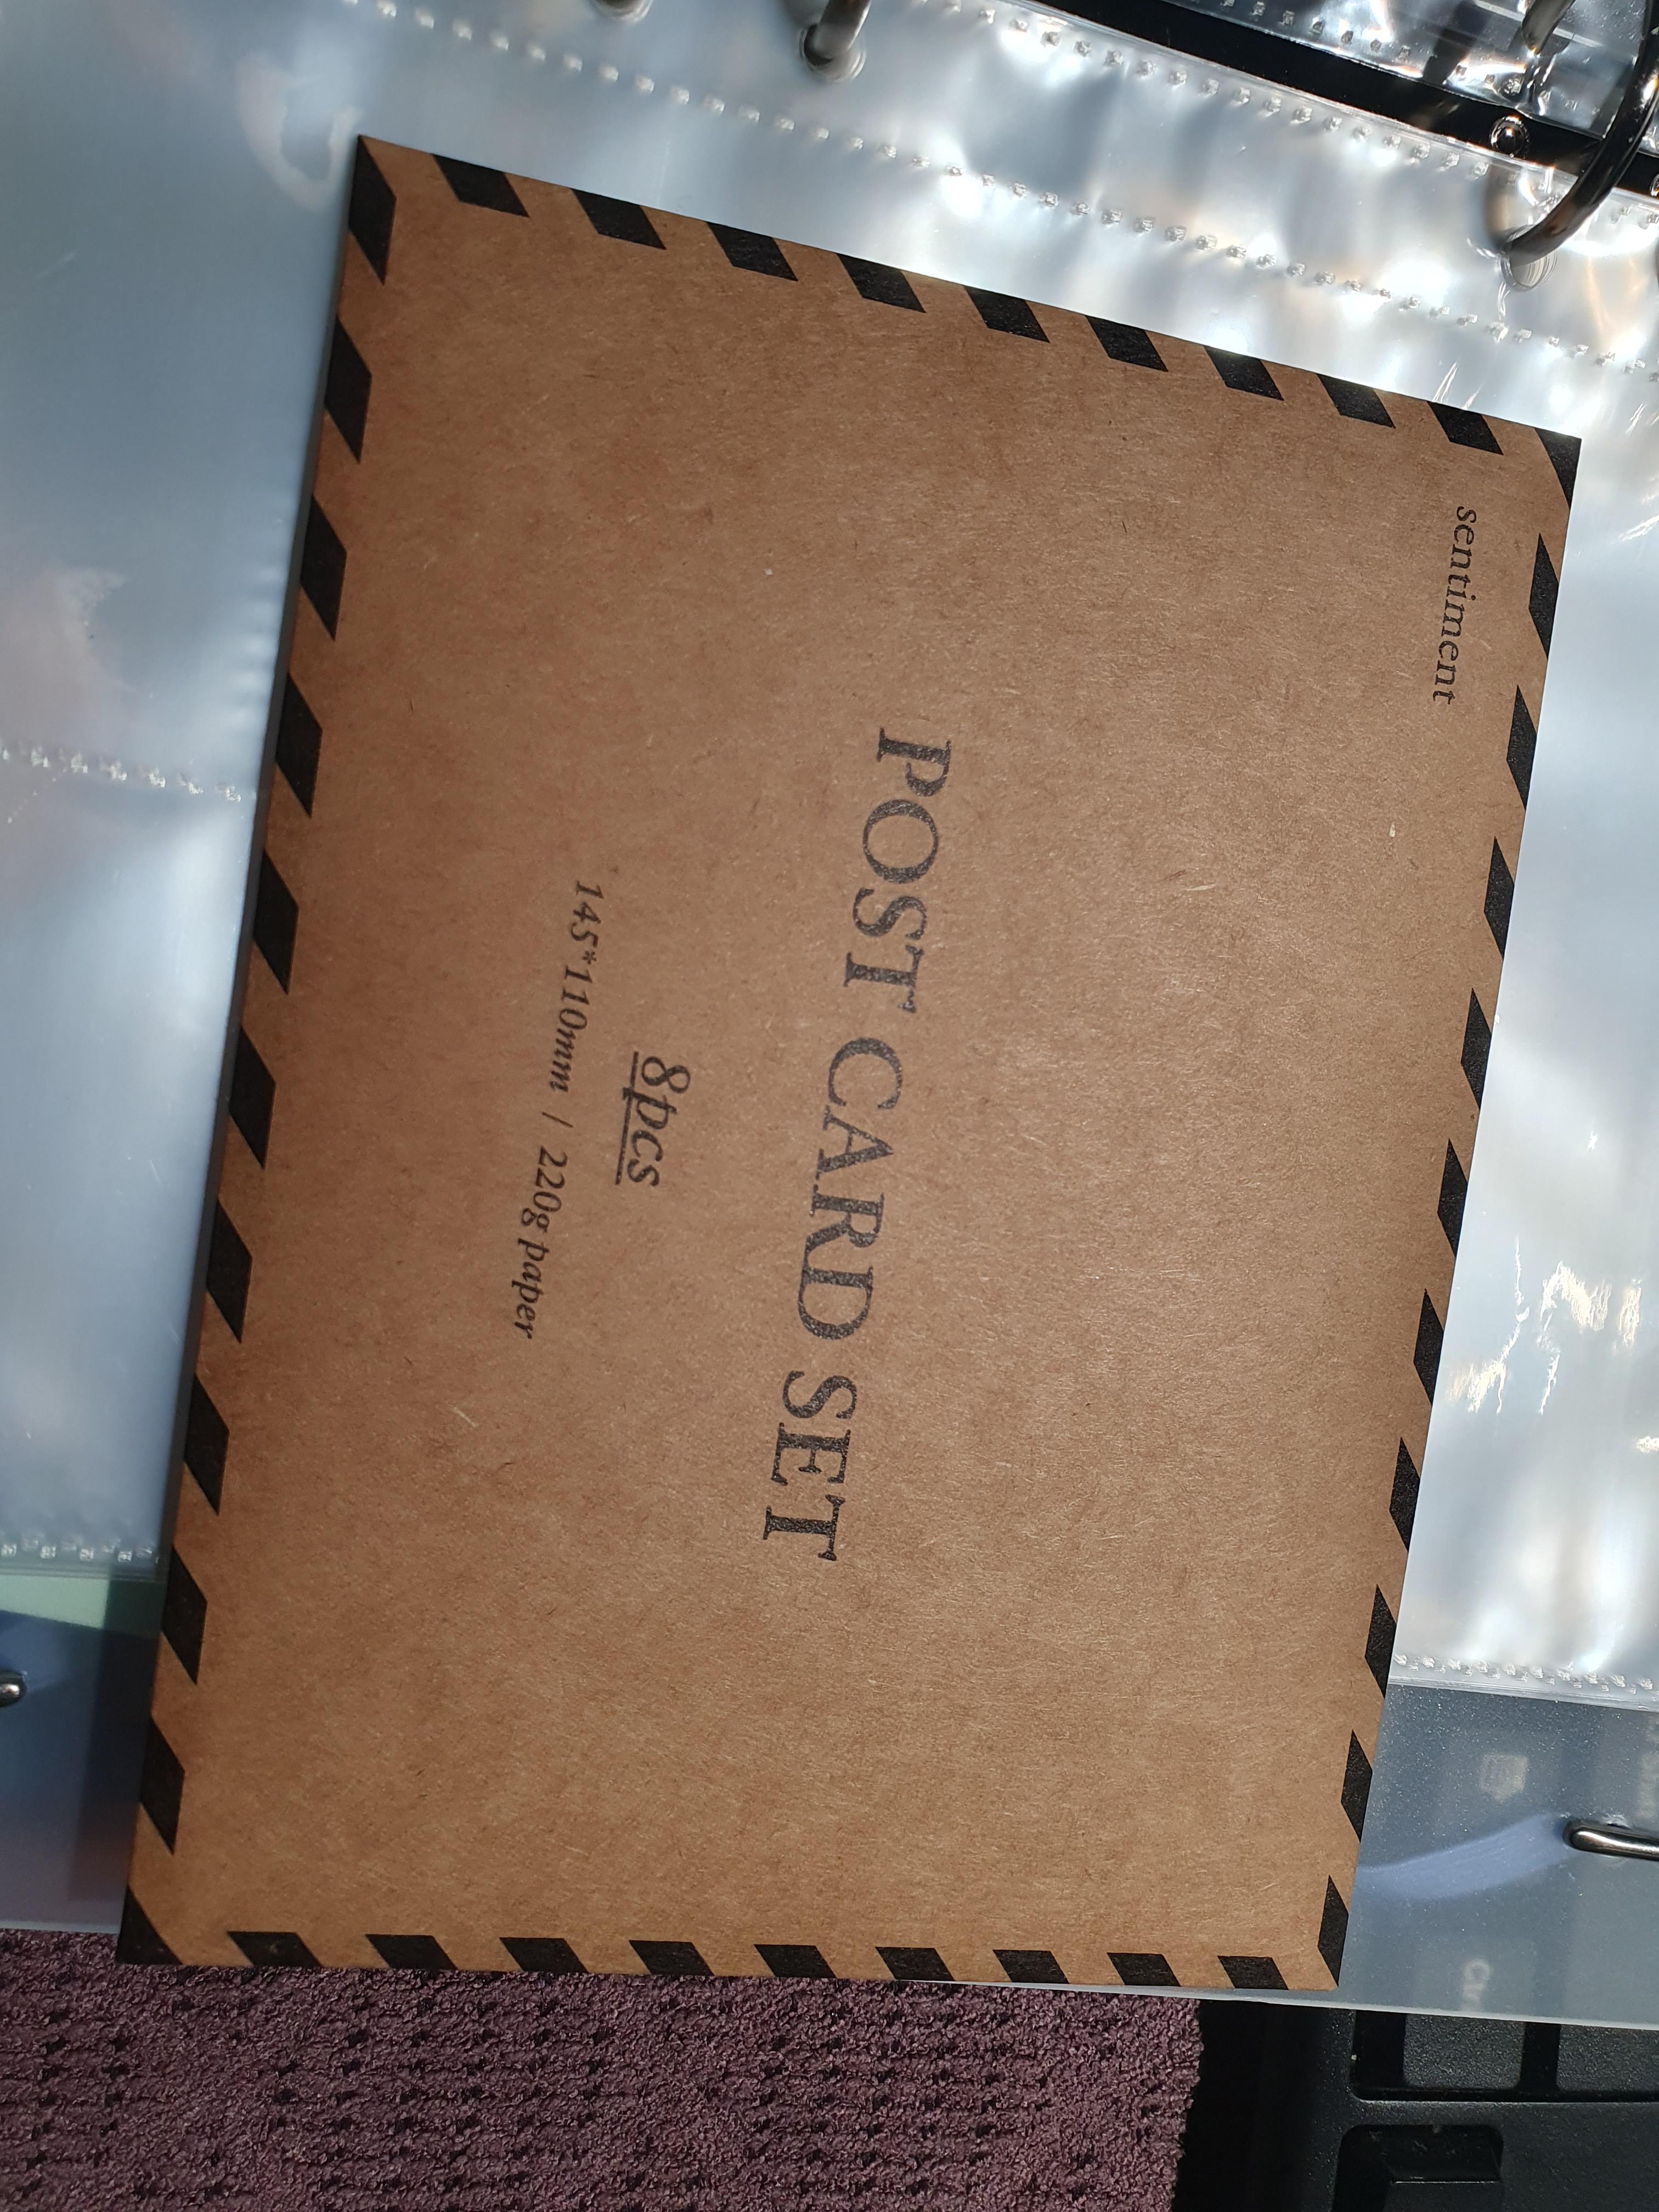 sentiment
POST CARD SET
8pcs
145*110mm / 220g paper